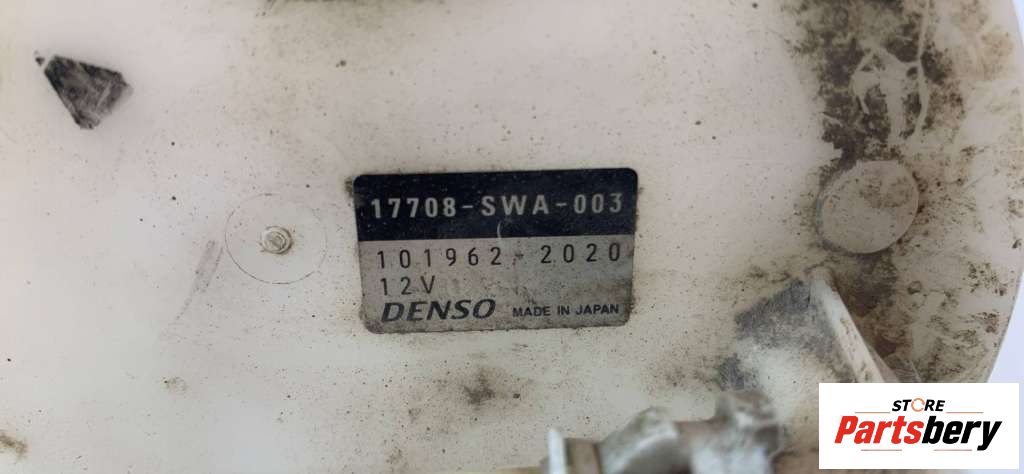 17708-SWA-003
101962-2020
12V
DENSO MADE IN JAPAN
STORE
Partsbery